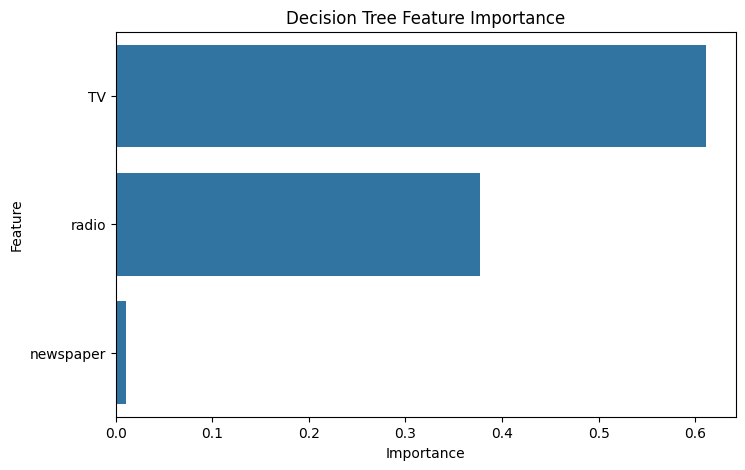 Decision Tree Feature Importance
TV
radio
newspaper
Feature
0.0 0.1 0.2 0.3 0.4 0.5 0.6
Importance